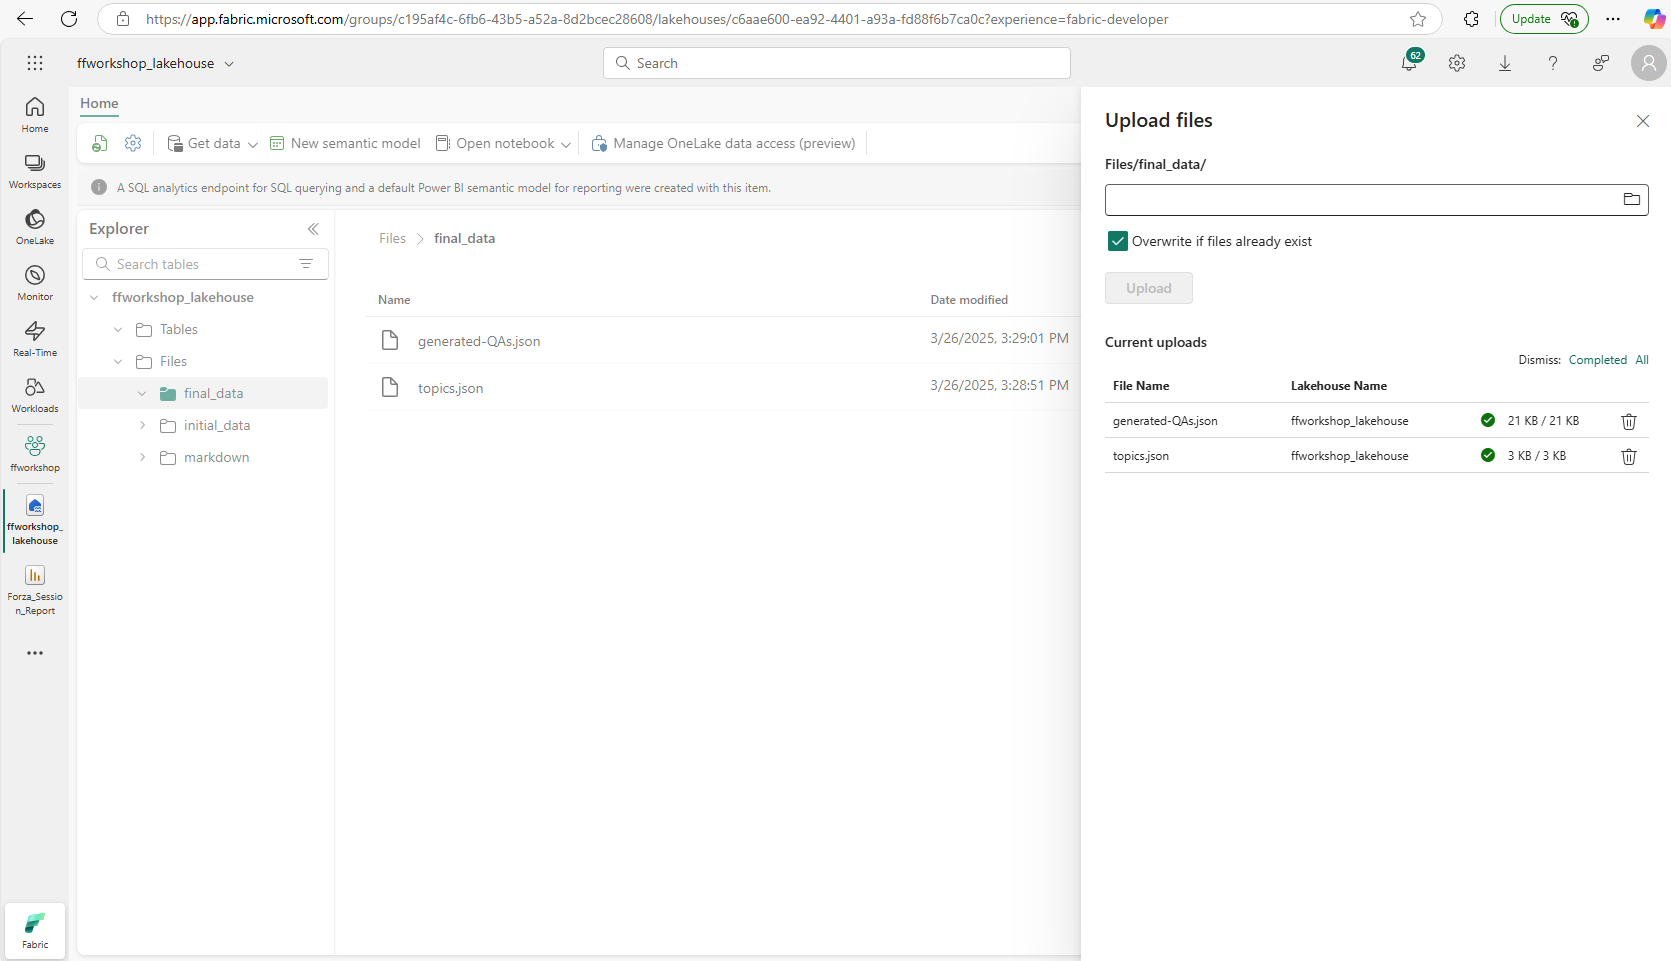 https://app.fabric.microsoft.com/groups/c195af4c-6fb6-43b5-a52a-8d2bcec28608/lakehouses/c6aae600-ea92-4401-a93a-fd88f6b7ca0c?experience=fabric-developer
Update
ffworkshop_lakehouse
Search
62
Home
Workspaces
OneLake
Monitor
Real-Time
Workloads
ffworkshop
ffworkshop_
lakehouse
Forza_Sessio
n_Report
Fabric
Home
Get data
New semantic model
Open notebook
Manage OneLake data access (preview)
A SQL analytics endpoint for SQL querying and a default Power BI semantic model for reporting were created with this item.
Explorer
Search tables
ffworkshop_lakehouse
Tables
Files
final_data
initial_data
markdown
Files > final_data
Name Date modified
generated-QAs.json 3/26/2025, 3:29:01 PM
topics.json 3/26/2025, 3:28:51 PM
Upload files
Files/final_data/
Overwrite if files already exist
Upload
Current uploads
Dismiss: Completed All
File Name Lakehouse Name
generated-QAs.json ffworkshop_lakehouse 21 KB / 21 KB
topics.json ffworkshop_lakehouse 3 KB / 3 KB